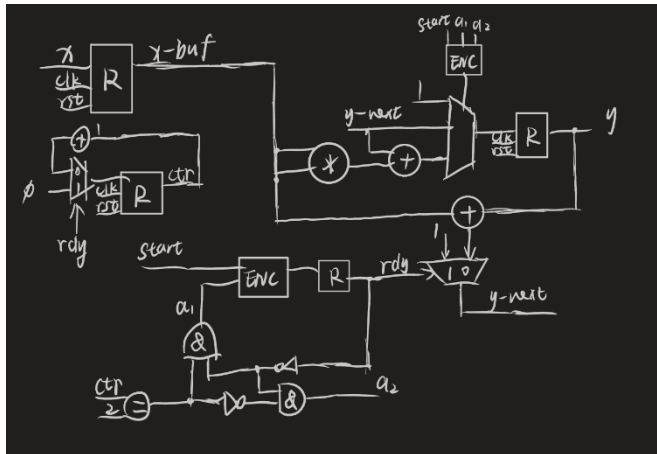 start a1 a2
x x-buf
clk R
rst
ENC
1
y-next
clk R y
rst
+ 1
ctr
* +
0
1
φ clk R
rst
rdy
+
1
start ENC R rdy 1 0
y-next
a1
&
ctr
2 = & a2